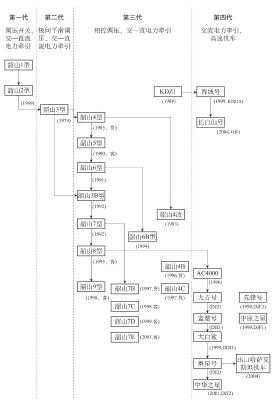 第一代
第二代
第三代
第四代
调压开关、
交—直流
电力牵引
级间平滑调
压、交—直
流电力牵引
相控调压、交—直电力牵引
交流电力牵引、
高速机车
韶山1型
韶山2型
(1969)
韶山3型
(1979)
韶山4型
(1985, 货)
韶山5型
(1990, 客)
韶山6型
(1991)
韶山3B型
(1992)
韶山7型
(1992)
韶山8型
(1995, 客)
韶山9型
(1998, 客)
KDZ1
(1988)
春城号
(1999, KDZ1A)
长白山号
(2004,
韶山4改
(1993)
韶山6B型
(1994)
韶山4B
(1996,货)
韶山4C
(1997,货)
韶山7B
(1997,货)
韶山7C
(1998,客)
韶山7D
(1999,客)
韶山7E
(2001,客)
AC4000
(1996)
九方号
(DJ2)
蓝箭号
(DJJ1)
大白鲨
(1999,DDJ1)
奥星号
(DJ2)
中华之星
(2001,DJJ2)
先锋号
(1999,DJF2)
中原之星
(1999,DJF1)
出口哈萨克
斯坦机车
(2004)